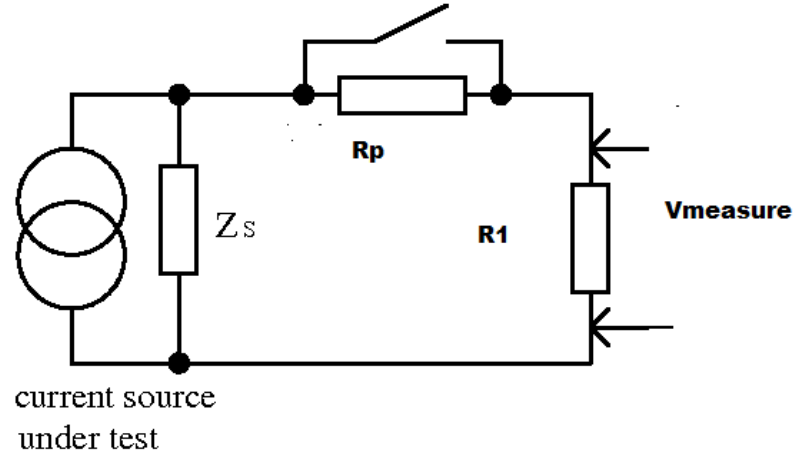 Rp
Zs
R1
Vmeasure
current source
under test